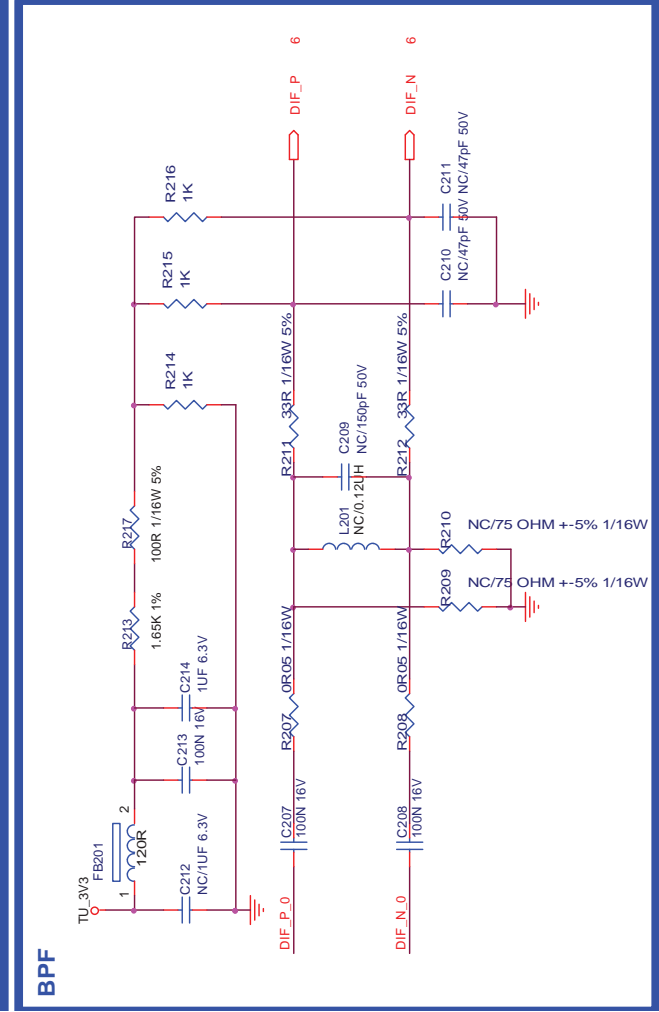 BPF
TU_3V3
1
FB201
2
120R
C212
NC/1UF 6.3V
C213
100N 16V
C214
1UF 6.3V
R213
1.65K 1%
R217
100R 1/16W 5%
R214
1K
R215
1K
R216
1K
DIF_P_0
C207
100N 16V
R207
0R05 1/16W
R211
33R 1/16W 5%
DIF_P
6
L201
NC/0.12UH
C209
NC/150pF 50V
DIF_N_0
C208
100N 16V
R208
0R05 1/16W
R212
33R 1/16W 5%
DIF_N
6
R209
NC/75 OHM +-5% 1/16W
R210
NC/75 OHM +-5% 1/16W
C210
NC/47pF 50V
C211
NC/47pF 50V